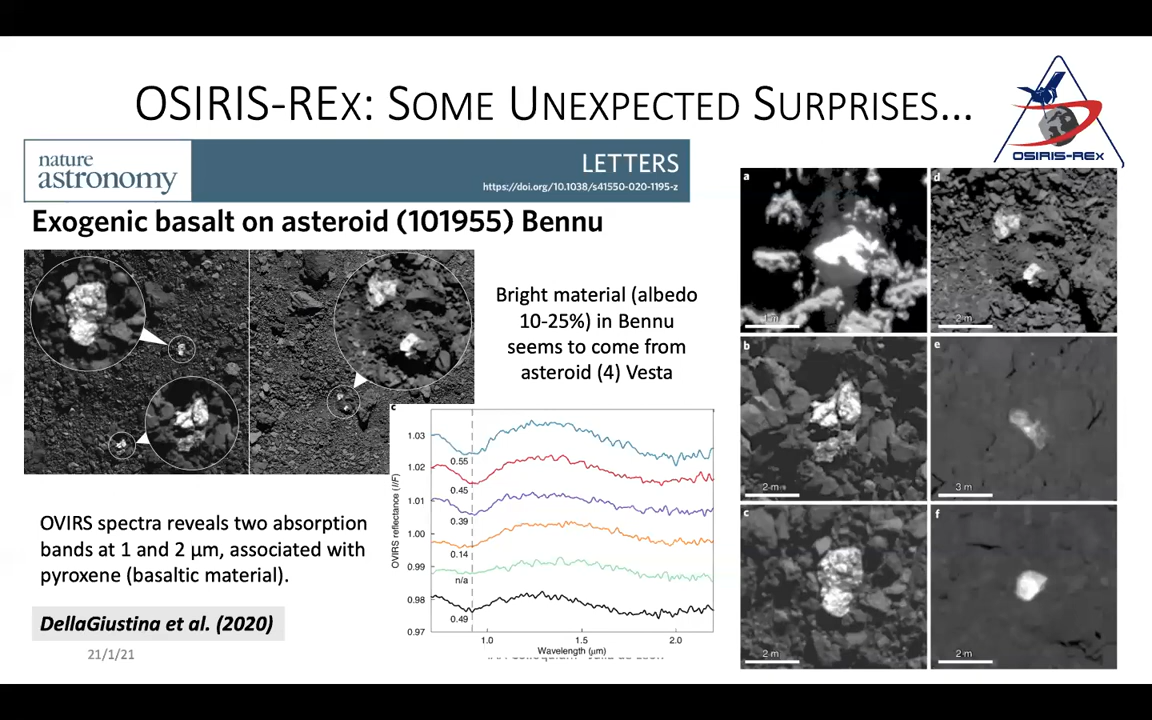 OSIRIS-REx: Some Unexpected Surprises...
OSIRIS-REx
nature
astronomy
LETTERS
https://doi.org/10.1038/s41550-020-1195-z
Exogenic basalt on asteroid (101955) Bennu
Bright material (albedo
10-25%) in Bennu
seems to come from
asteroid (4) Vesta
OVIRS spectra reveals two absorption
bands at 1 and 2 μm, associated with
pyroxene (basaltic material).
DellaGiustina et al. (2020)
21/1/21
c
OVIRS reflectance (I/F)
1.03
1.02
1.01
1.00
0.99
0.98
0.97
0.55
0.45
0.39
0.14
n/a
0.49
1.0
1.5
2.0
Wavelength (μm)
a
1 m
d
2 m
b
2 m
e
3 m
c
2 m
f
2 m